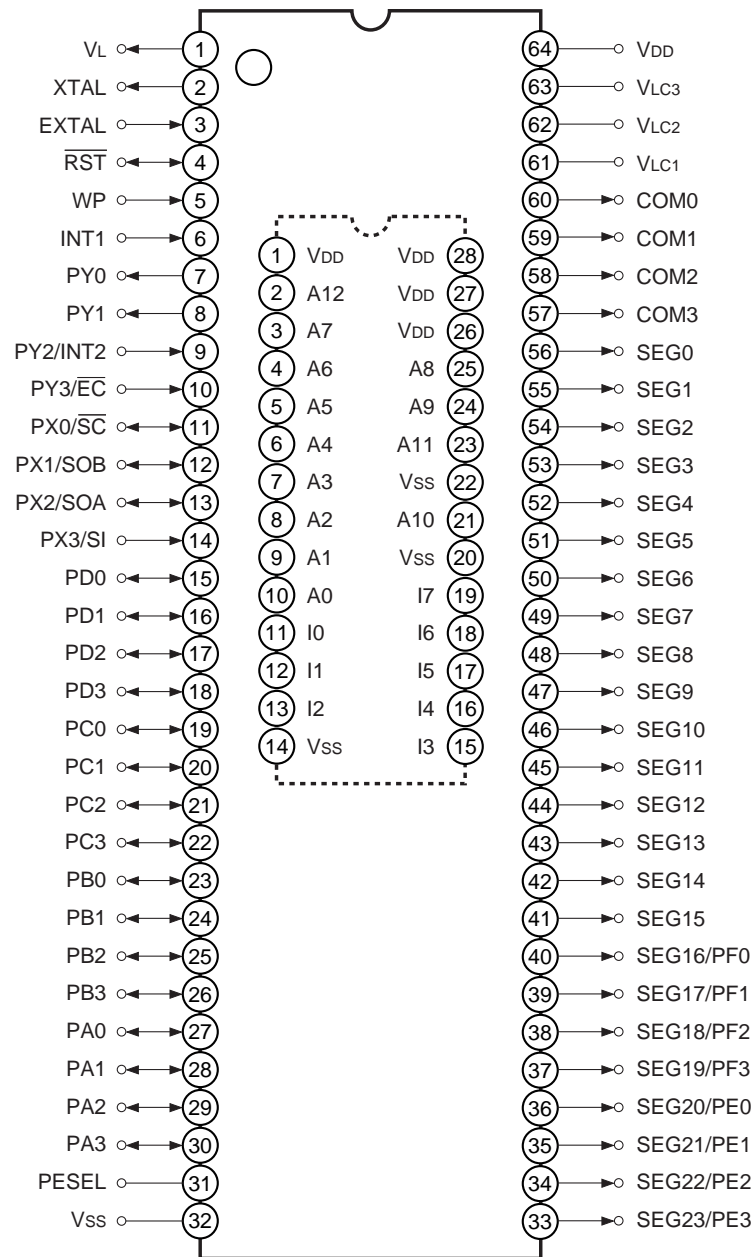 VL 1 64 VDD
XTAL 2 63 VLC3
EXTAL 3 62 VLC2
RST 4 61 VLC1
WP 5 60 COM0
INT1 6 59 COM1
PY0 7 1 VDD VDD 28 58 COM2
PY1 8 2 A12 VDD 27 57 COM3
PY2/INT2 9 3 A7 VDD 26 56 SEG0
PY3/EC 10 4 A6 A8 25 55 SEG1
PX0/SC 11 5 A5 A9 24 54 SEG2
PX1/SOB 12 6 A4 A11 23 53 SEG3
PX2/SOA 13 7 A3 VSS 22 52 SEG4
PX3/SI 14 8 A2 A10 21 51 SEG5
PD0 15 9 A1 VSS 20 50 SEG6
PD1 16 10 A0 I7 19 49 SEG7
PD2 17 11 I0 I6 18 48 SEG8
PD3 18 12 I1 I5 17 47 SEG9
PC0 19 13 I2 I4 16 46 SEG10
PC1 20 14 VSS I3 15 45 SEG11
PC2 21 44 SEG12
PC3 22 43 SEG13
PB0 23 42 SEG14
PB1 24 41 SEG15
PB2 25 40 SEG16/PF0
PB3 26 39 SEG17/PF1
PA0 27 38 SEG18/PF2
PA1 28 37 SEG19/PF3
PA2 29 36 SEG20/PE0
PA3 30 35 SEG21/PE1
PESEL 31 34 SEG22/PE2
VSS 32 33 SEG23/PE3